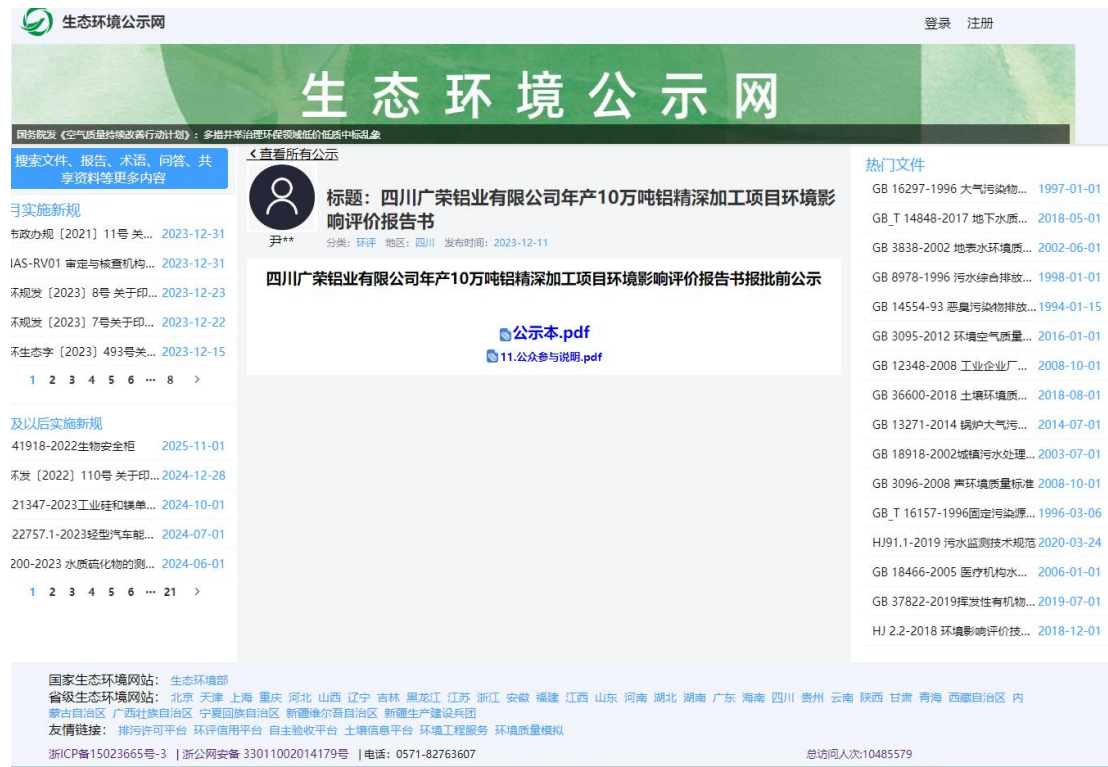 生态环境公示网
登录 注册
生态环境公示网
国务院发《空气质量持续改善行动计划》：多措并举治理环保领域低价低质中标乱象
搜索文件、报告、术语、问答、共
享资料等更多内容
月实施新规
市政办规〔2021〕11号 关... 2023-12-31
IAS-RV01 审定与核查机构... 2023-12-31
环规发〔2023〕8号 关于印... 2023-12-23
环规发〔2023〕7号关于印... 2023-12-22
环生态字〔2023〕493号关... 2023-12-15
1 2 3 4 5 6 ··· 8 >
及以后实施新规
41918-2022生物安全柜 2025-11-01
环发〔2022〕110号 关于印... 2024-12-28
21347-2023工业硅和镁单... 2024-10-01
22757.1-2023轻型汽车能... 2024-07-01
200-2023 水质硫化物的测... 2024-06-01
1 2 3 4 5 6 ··· 21 >
<查看所有公示
尹**
标题：四川广荣铝业有限公司年产10万吨铝精深加工项目环境影
响评价报告书
分类：环评 地区：四川 发布时间：2023-12-11
四川广荣铝业有限公司年产10万吨铝精深加工项目环境影响评价报告书报批前公示
公示本.pdf
11.公众参与说明.pdf
热门文件
GB 16297-1996 大气污染物... 1997-01-01
GB_T 14848-2017 地下水质... 2018-05-01
GB 3838-2002 地表水环境质... 2002-06-01
GB 8978-1996 污水综合排放... 1998-01-01
GB 14554-93 恶臭污染物排放... 1994-01-15
GB 3095-2012 环境空气质量... 2016-01-01
GB 12348-2008 工业企业厂... 2008-10-01
GB 36600-2018 土壤环境质... 2018-08-01
GB 13271-2014 锅炉大气污... 2014-07-01
GB 18918-2002城镇污水处理... 2003-07-01
GB 3096-2008 声环境质量标准 2008-10-01
GB_T 16157-1996固定污染源... 1996-03-06
HJ91.1-2019 污水监测技术规范 2020-03-24
GB 18466-2005 医疗机构水... 2006-01-01
GB 37822-2019挥发性有机物... 2019-07-01
HJ 2.2-2018 环境影响评价技... 2018-12-01
国家生态环境网站： 生态环境部
省级生态环境网站： 北京 天津 上海 重庆 河北 山西 辽宁 吉林 黑龙江 江苏 浙江 安徽 福建 江西 山东 河南 湖北 湖南 广东 海南 四川 贵州 云南 陕西 甘肃 青海 西藏自治区 内
蒙古自治区 广西壮族自治区 宁夏回族自治区 新疆维尔吾自治区 新疆生产建设兵团
友情链接： 排污许可平台 环评信用平台 自主验收平台 土壤信息平台 环境工程服务 环境质量模拟
浙ICP备15023665号-3 |浙公网安备 33011002014179号 |电话：0571-82763607
总访问人次:10485579